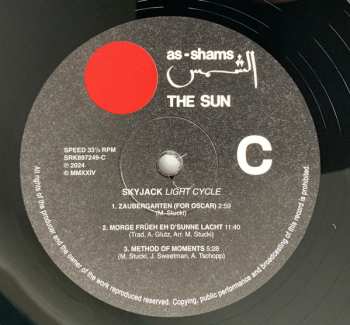 as-shams
الشمس
THE SUN
SPEED 33⅓ RPM
SRK897249-C
℗ 2024
© MMXXIV
C
SKYJACK LIGHT CYCLE
1. ZAUBERGARTEN (FOR OSCAR) 2:59
(M. Stucki)
2. MORGE FRÜEH EH D'SUNNE LACHT 11:40
(Trad, A. Glutz, Arr. M. Stucki)
3. METHOD OF MOMENTS 5:28
(M. Stucki, J. Sweetman, A. Tschopp)
All rights of the producer and of the owner of the work reproduced reserved. Copying, public performance and broadcasting of this record prohibited.